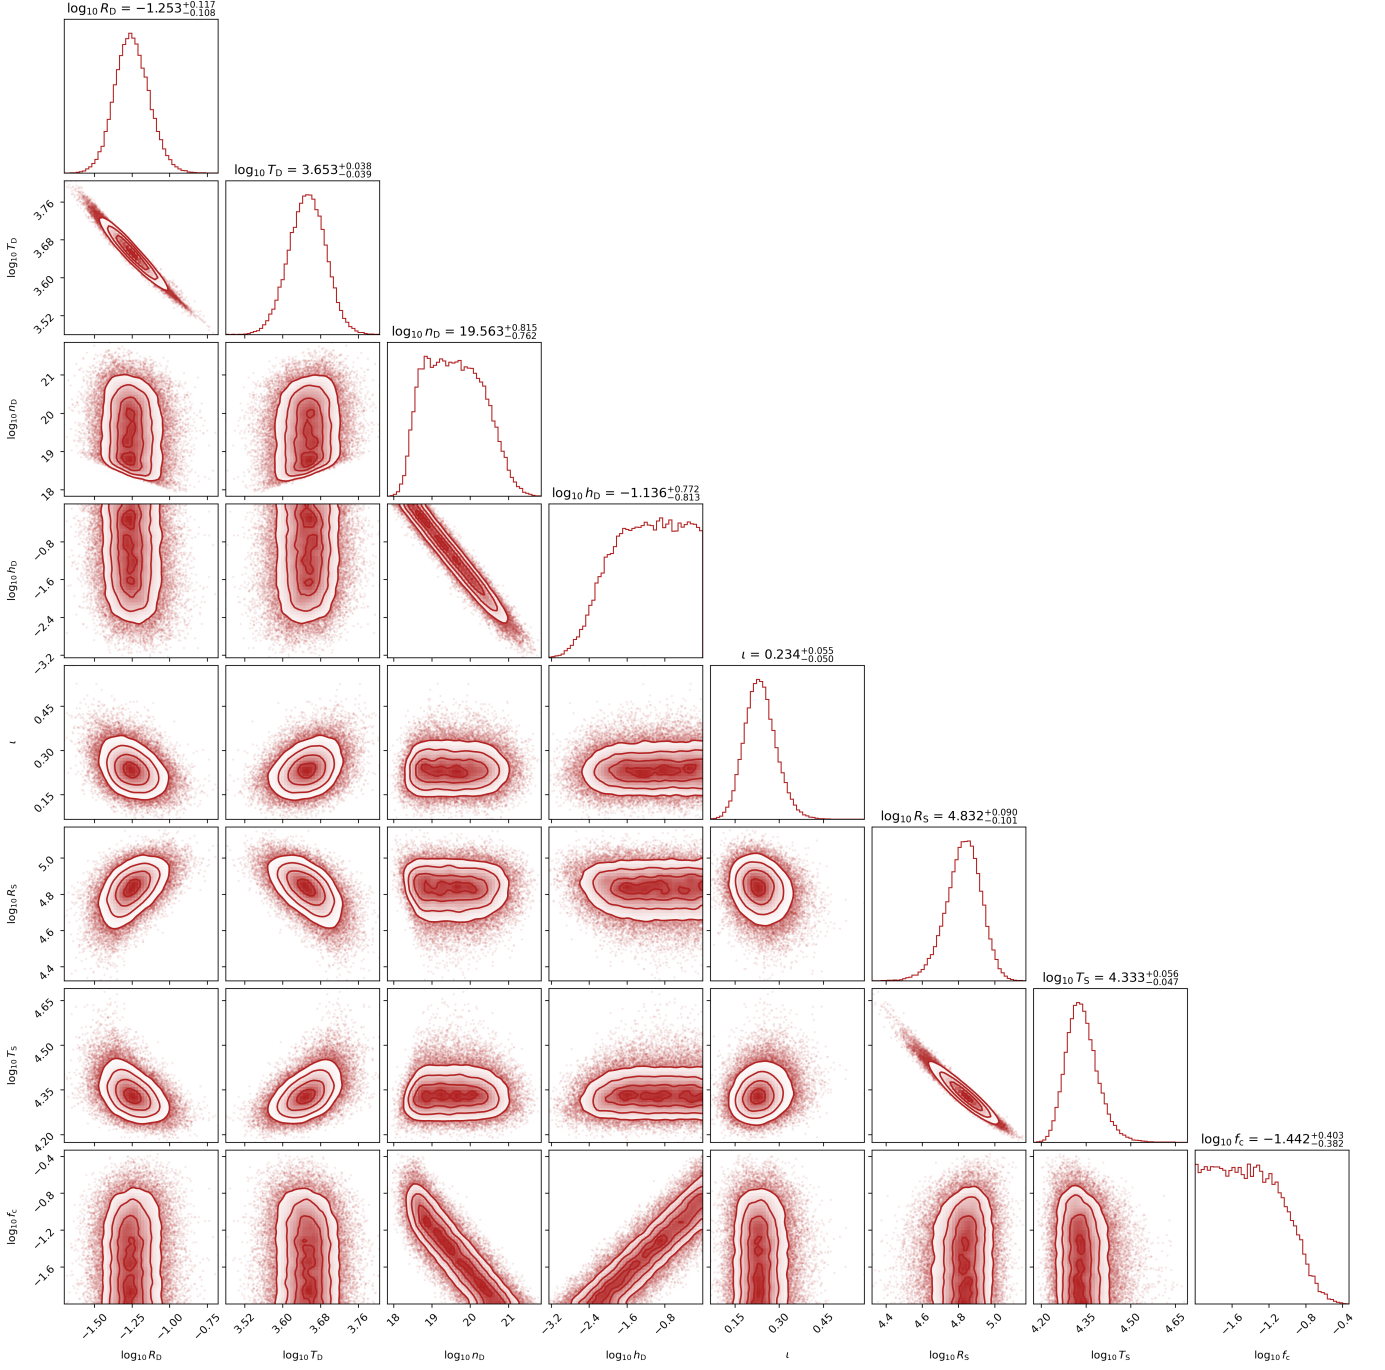 log₁₀ R_D = −1.253 +0.117 −0.108
log₁₀ T_D = 3.653 +0.038 −0.039
3.76
3.68
3.60
3.52
log₁₀ T_D
log₁₀ n_D = 19.563 +0.815 −0.762
21
20
19
18
log₁₀ n_D
log₁₀ h_D = −1.136 +0.772 −0.813
−0.8
−1.6
−2.4
−3.2
log₁₀ h_D
ι = 0.234 +0.055 −0.050
0.45
0.30
0.15
ι
log₁₀ R_S = 4.832 +0.090 −0.101
5.0
4.8
4.6
4.4
log₁₀ R_S
log₁₀ T_S = 4.333 +0.056 −0.047
4.65
4.50
4.35
4.20
log₁₀ T_S
log₁₀ f_c = −1.442 +0.403 −0.382
−0.4
−0.8
−1.2
−1.6
log₁₀ f_c
−1.50 −1.25 −1.00 −0.75 3.52 3.60 3.68 3.76 18 19 20 21 −3.2 −2.4 −1.6 −0.8 0.15 0.30 0.45 4.4 4.6 4.8 5.0 4.20 4.35 4.50 4.65 −1.6 −1.2 −0.8 −0.4
log₁₀ R_D log₁₀ T_D log₁₀ n_D log₁₀ h_D ι log₁₀ R_S log₁₀ T_S log₁₀ f_c